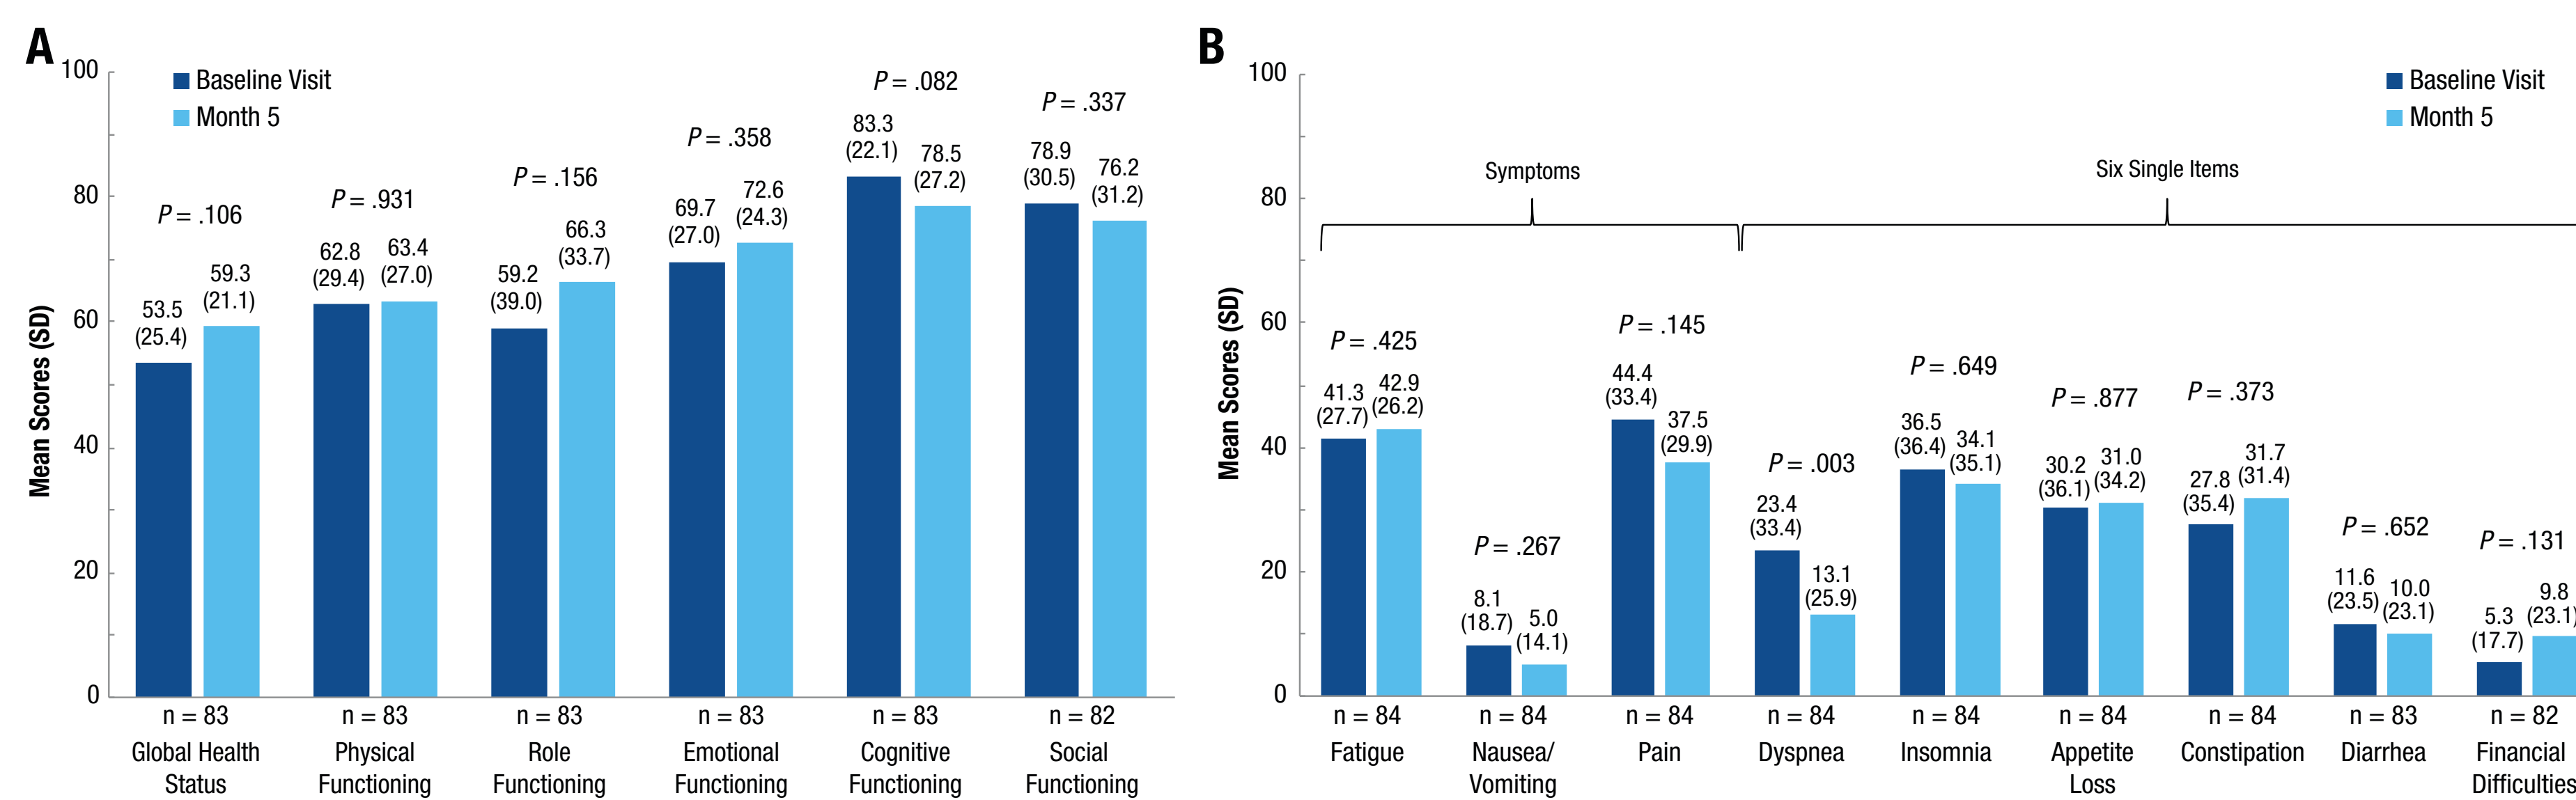 A
100
80
60
40
20
0
Mean Scores (SD)
Baseline Visit
Month 5
P = .106
53.5
(25.4)
59.3
(21.1)
n = 83
Global Health
Status
P = .931
62.8
(29.4)
63.4
(27.0)
n = 83
Physical
Functioning
P = .156
59.2
(39.0)
66.3
(33.7)
n = 83
Role
Functioning
P = .358
69.7
(27.0)
72.6
(24.3)
n = 83
Emotional
Functioning
P = .082
83.3
(22.1)
78.5
(27.2)
n = 83
Cognitive
Functioning
P = .337
78.9
(30.5)
76.2
(31.2)
n = 82
Social
Functioning
B
100
80
60
40
20
0
Mean Scores (SD)
Baseline Visit
Month 5
Symptoms
Six Single Items
P = .425
41.3
(27.7)
42.9
(26.2)
n = 84
Fatigue
P = .267
8.1
(18.7)
5.0
(14.1)
n = 84
Nausea/
Vomiting
P = .145
44.4
(33.4)
37.5
(29.9)
n = 84
Pain
P = .003
23.4
(33.4)
13.1
(25.9)
n = 84
Dyspnea
P = .649
36.5
(36.4)
34.1
(35.1)
n = 84
Insomnia
P = .877
30.2
(36.1)
31.0
(34.2)
n = 84
Appetite
Loss
P = .373
27.8
(35.4)
31.7
(31.4)
n = 84
Constipation
P = .652
11.6
(23.5)
10.0
(23.1)
n = 83
Diarrhea
P = .131
5.3
(17.7)
9.8
(23.1)
n = 82
Financial
Difficulties